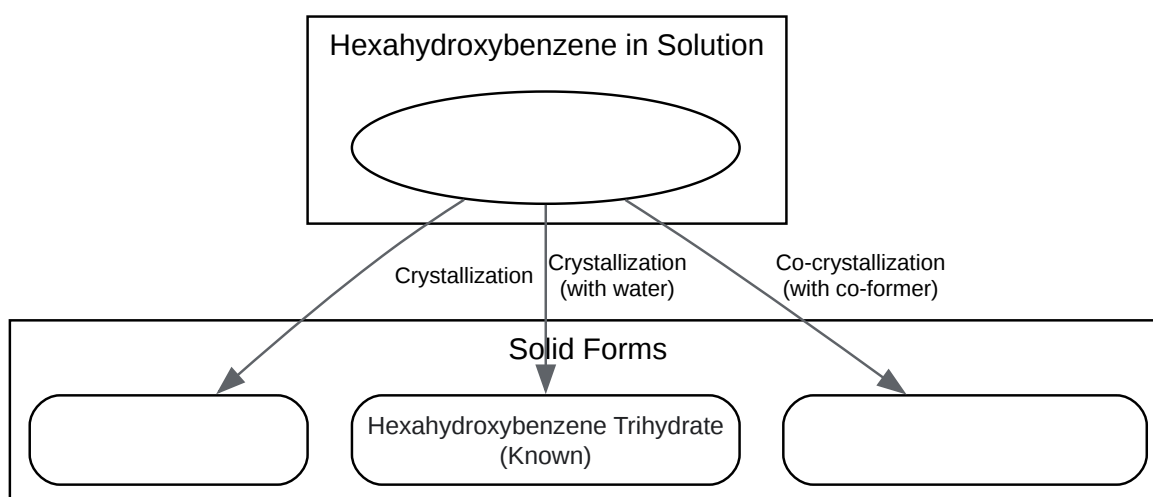 Hexahydroxybenzene in Solution
Crystallization
Crystallization
(with water)
Co-crystallization
(with co-former)
Solid Forms
Hexahydroxybenzene Trihydrate
(Known)